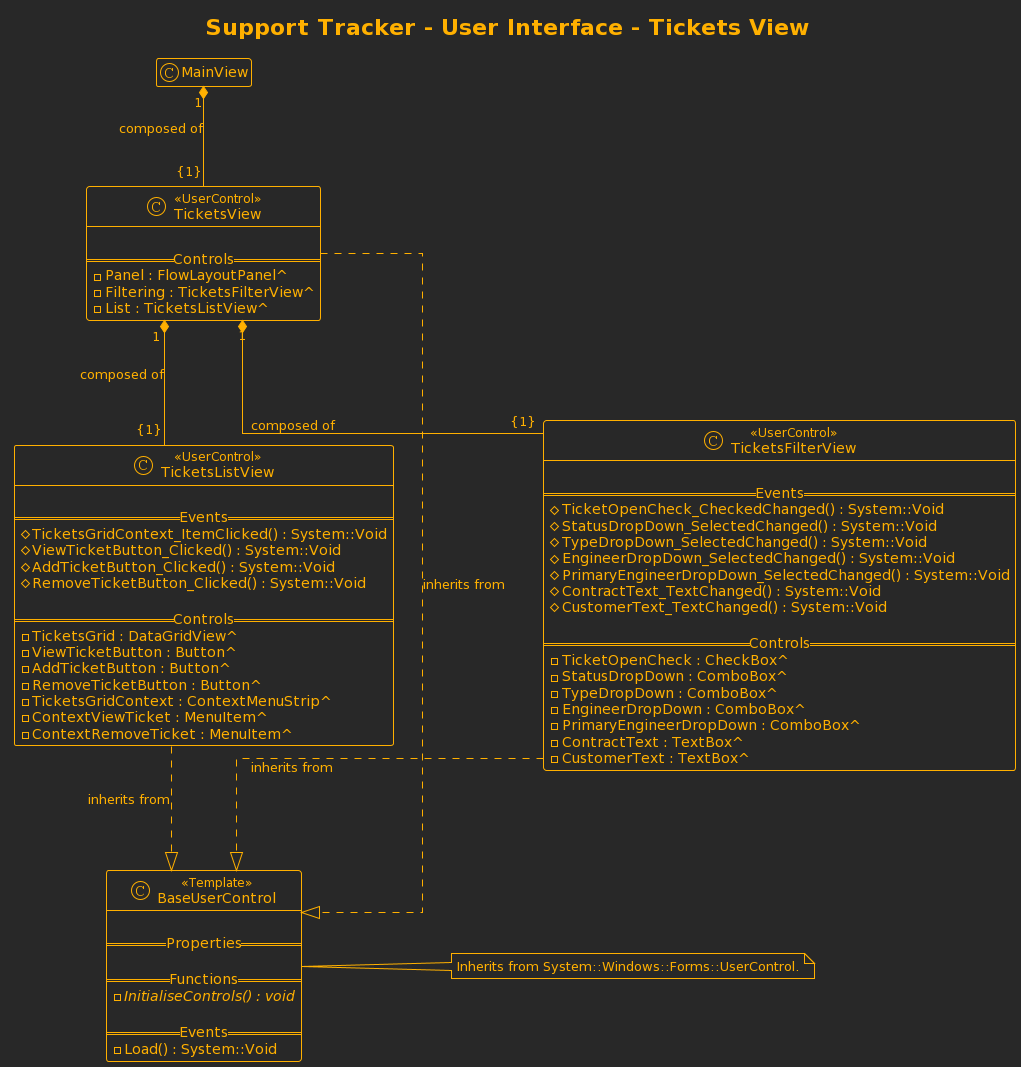 Support Tracker - User Interface - Tickets View
C MainView
1
composed of
{1}
«UserControl»
C TicketsView
Controls
Panel : FlowLayoutPanel^
Filtering : TicketsFilterView^
List : TicketsListView^
1
1
composed of
{1}
composed of
{1}
«UserControl»
C TicketsListView
Events
TicketsGridContext_ItemClicked() : System::Void
ViewTicketButton_Clicked() : System::Void
AddTicketButton_Clicked() : System::Void
RemoveTicketButton_Clicked() : System::Void
Controls
TicketsGrid : DataGridView^
ViewTicketButton : Button^
AddTicketButton : Button^
RemoveTicketButton : Button^
TicketsGridContext : ContextMenuStrip^
ContextViewTicket : MenuItem^
ContextRemoveTicket : MenuItem^
«UserControl»
C TicketsFilterView
Events
TicketOpenCheck_CheckedChanged() : System::Void
StatusDropDown_SelectedChanged() : System::Void
TypeDropDown_SelectedChanged() : System::Void
EngineerDropDown_SelectedChanged() : System::Void
PrimaryEngineerDropDown_SelectedChanged() : System::Void
ContractText_TextChanged() : System::Void
CustomerText_TextChanged() : System::Void
Controls
TicketOpenCheck : CheckBox^
StatusDropDown : ComboBox^
TypeDropDown : ComboBox^
EngineerDropDown : ComboBox^
PrimaryEngineerDropDown : ComboBox^
ContractText : TextBox^
CustomerText : TextBox^
inherits from
inherits from
inherits from
«Template»
C BaseUserControl
Properties
Functions
InitialiseControls() : void
Events
Load() : System::Void
Inherits from System::Windows::Forms::UserControl.